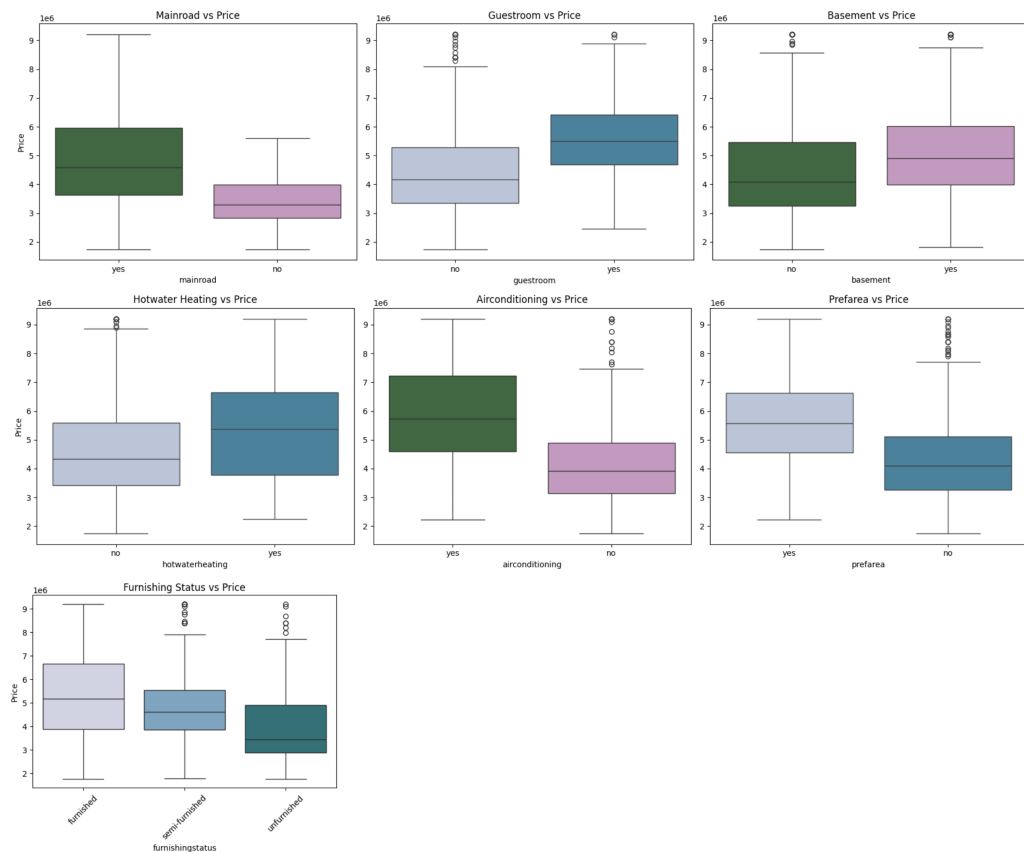 Mainroad vs Price
1e6
9
8
7
6
5
4
3
2
Price
yes no
mainroad
Guestroom vs Price
1e6
9
8
7
6
5
4
3
2
no yes
guestroom
Basement vs Price
1e6
9
8
7
6
5
4
3
2
no yes
basement
Hotwater Heating vs Price
1e6
9
8
7
6
5
4
3
2
Price
no yes
hotwaterheating
Airconditioning vs Price
1e6
9
8
7
6
5
4
3
2
yes no
airconditioning
Prefarea vs Price
1e6
9
8
7
6
5
4
3
2
yes no
prefarea
Furnishing Status vs Price
1e6
9
8
7
6
5
4
3
2
Price
furnished
semi-furnished
unfurnished
furnishingstatus